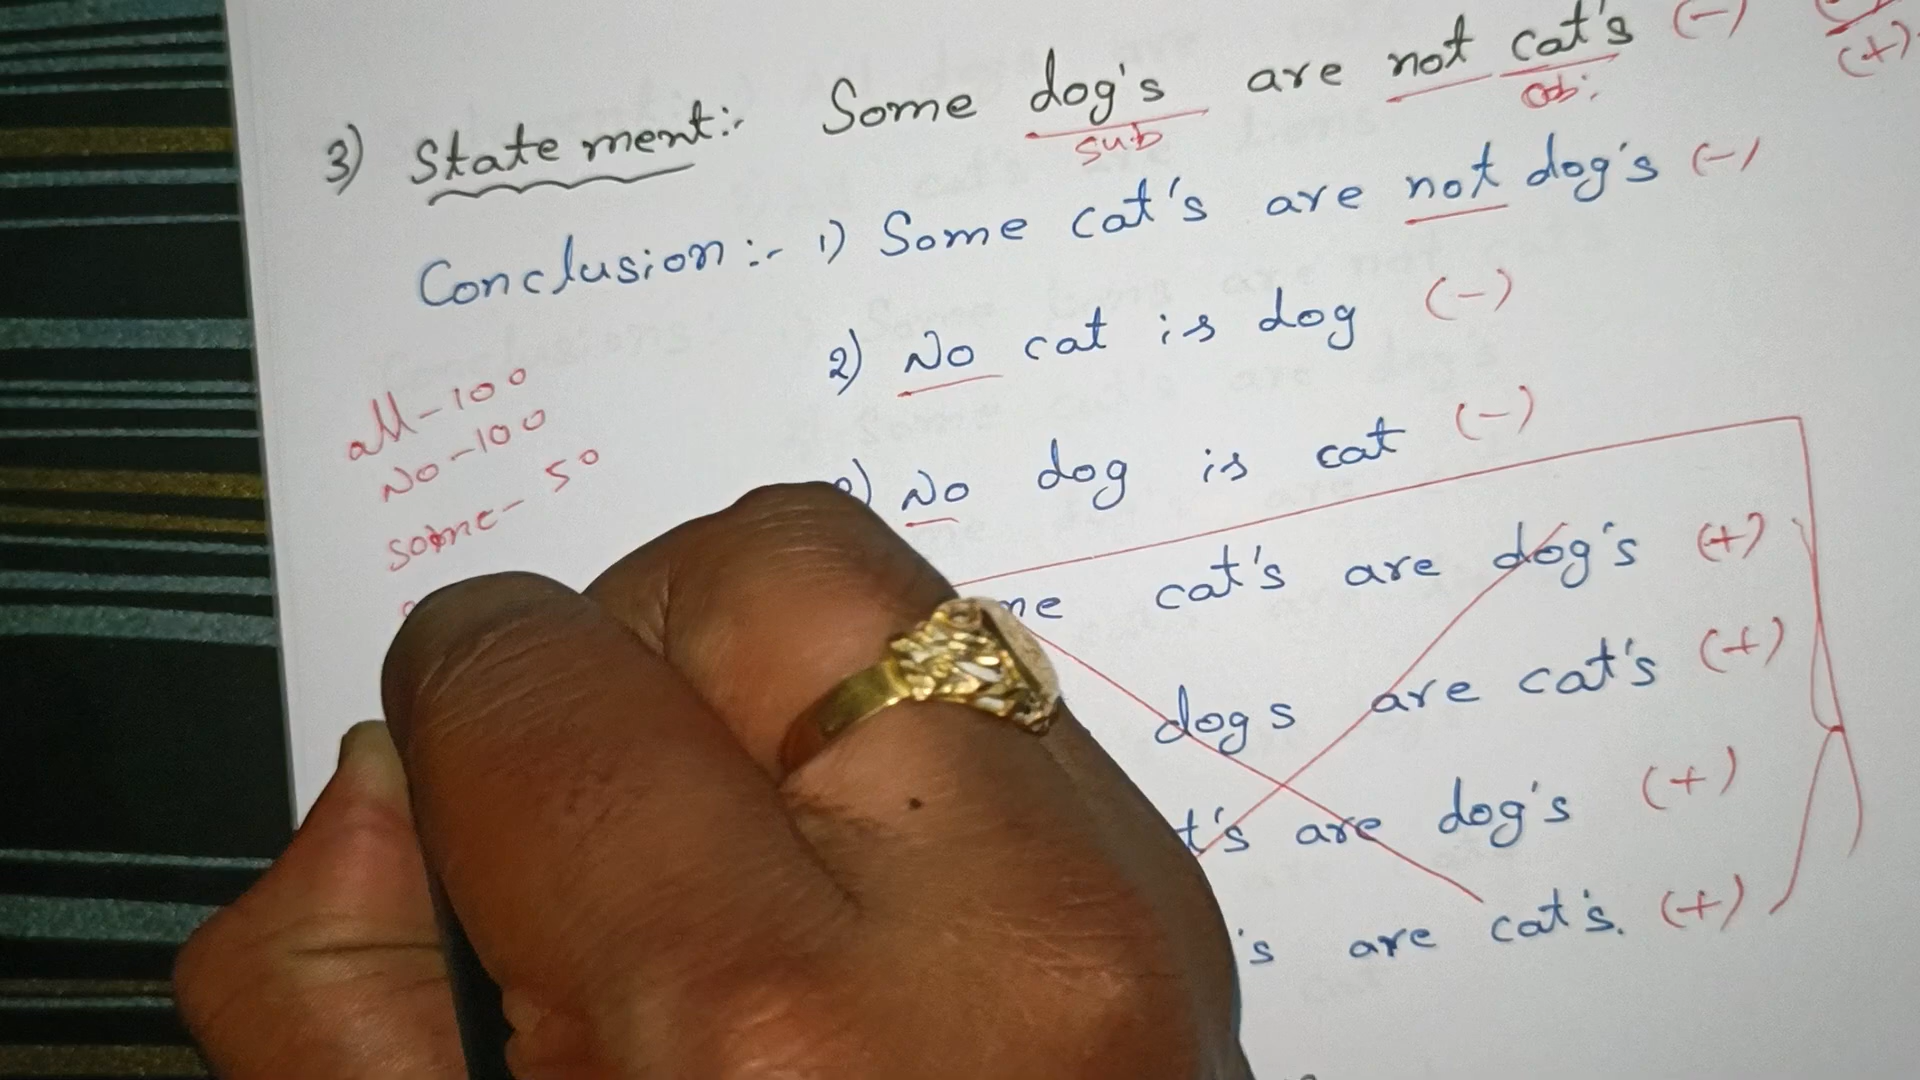 3) Statement:- Some dog's are not cat's (-)
(+)
sub
ob:
Conclusion:- 1) Some cat's are not dog's (-)
2) No cat is dog (-)
No dog is cat (-)
cat's are dog's (+)
dogs are cat's (+)
are dog's (+)
are cat's. (+)
all-100
No-100
some-50